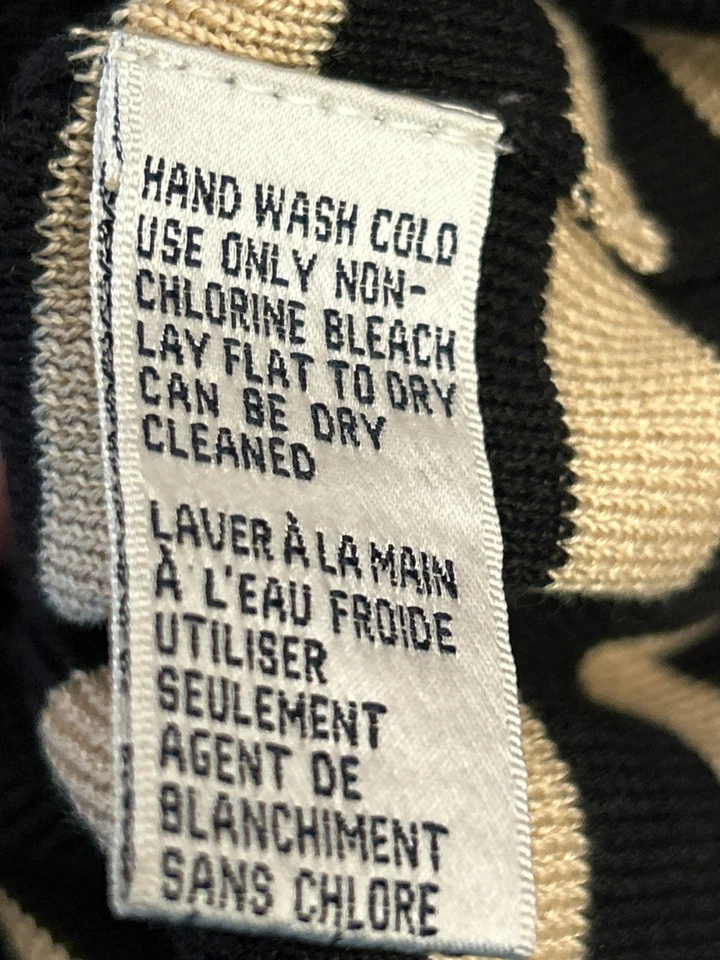 HAND WASH COLD
USE ONLY NON-
CHLORINE BLEACH
LAY FLAT TO DRY
CAN BE DRY
CLEANED
LAVER À LA MAIN
À L'EAU FROIDE
UTILISER
SEULEMENT
AGENT DE
BLANCHIMENT
SANS CHLORE